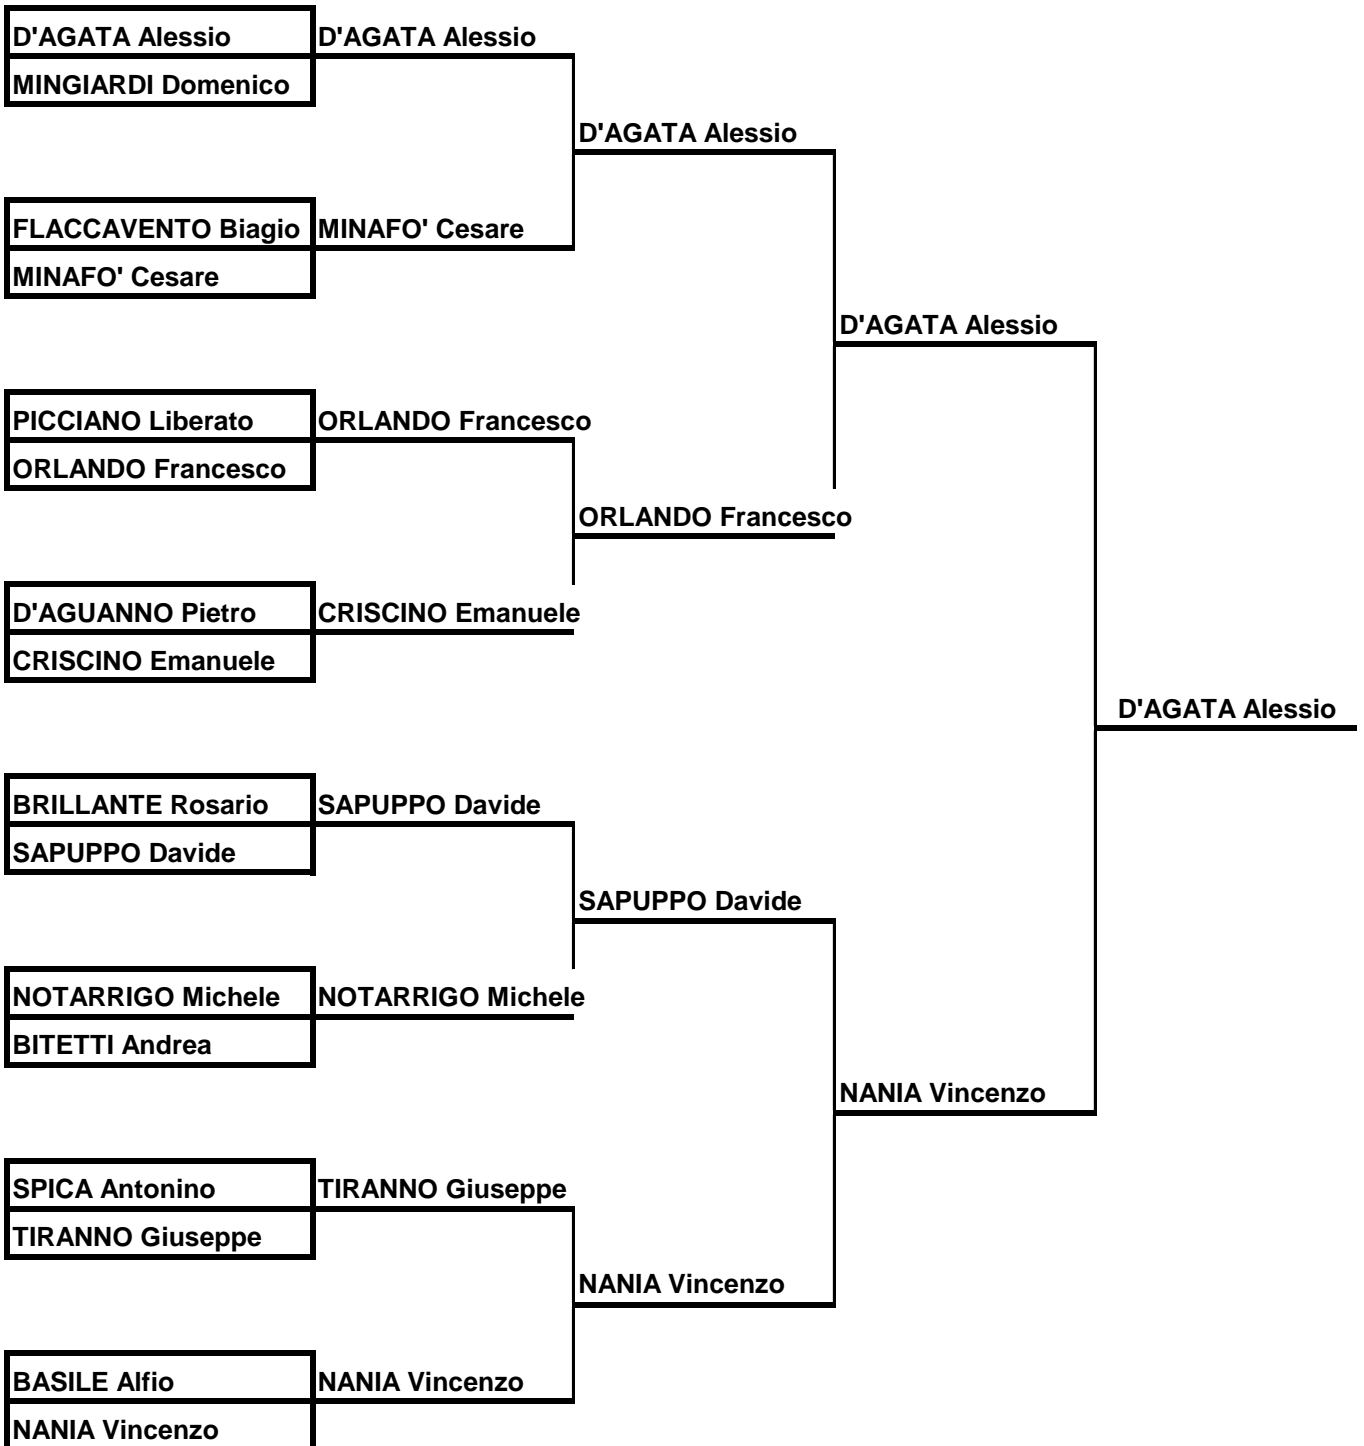 D'AGATA Alessio D'AGATA Alessio
MINGIARDI Domenico
D'AGATA Alessio
FLACCAVENTO Biagio MINAFO' Cesare
MINAFO' Cesare
D'AGATA Alessio
PICCIANO Liberato ORLANDO Francesco
ORLANDO Francesco
ORLANDO Francesco
D'AGUANNO Pietro CRISCINO Emanuele
CRISCINO Emanuele
D'AGATA Alessio
BRILLANTE Rosario SAPUPPO Davide
SAPUPPO Davide
SAPUPPO Davide
NOTARRIGO Michele NOTARRIGO Michele
BITETTI Andrea
NANIA Vincenzo
SPICA Antonino TIRANNO Giuseppe
TIRANNO Giuseppe
NANIA Vincenzo
BASILE Alfio NANIA Vincenzo
NANIA Vincenzo